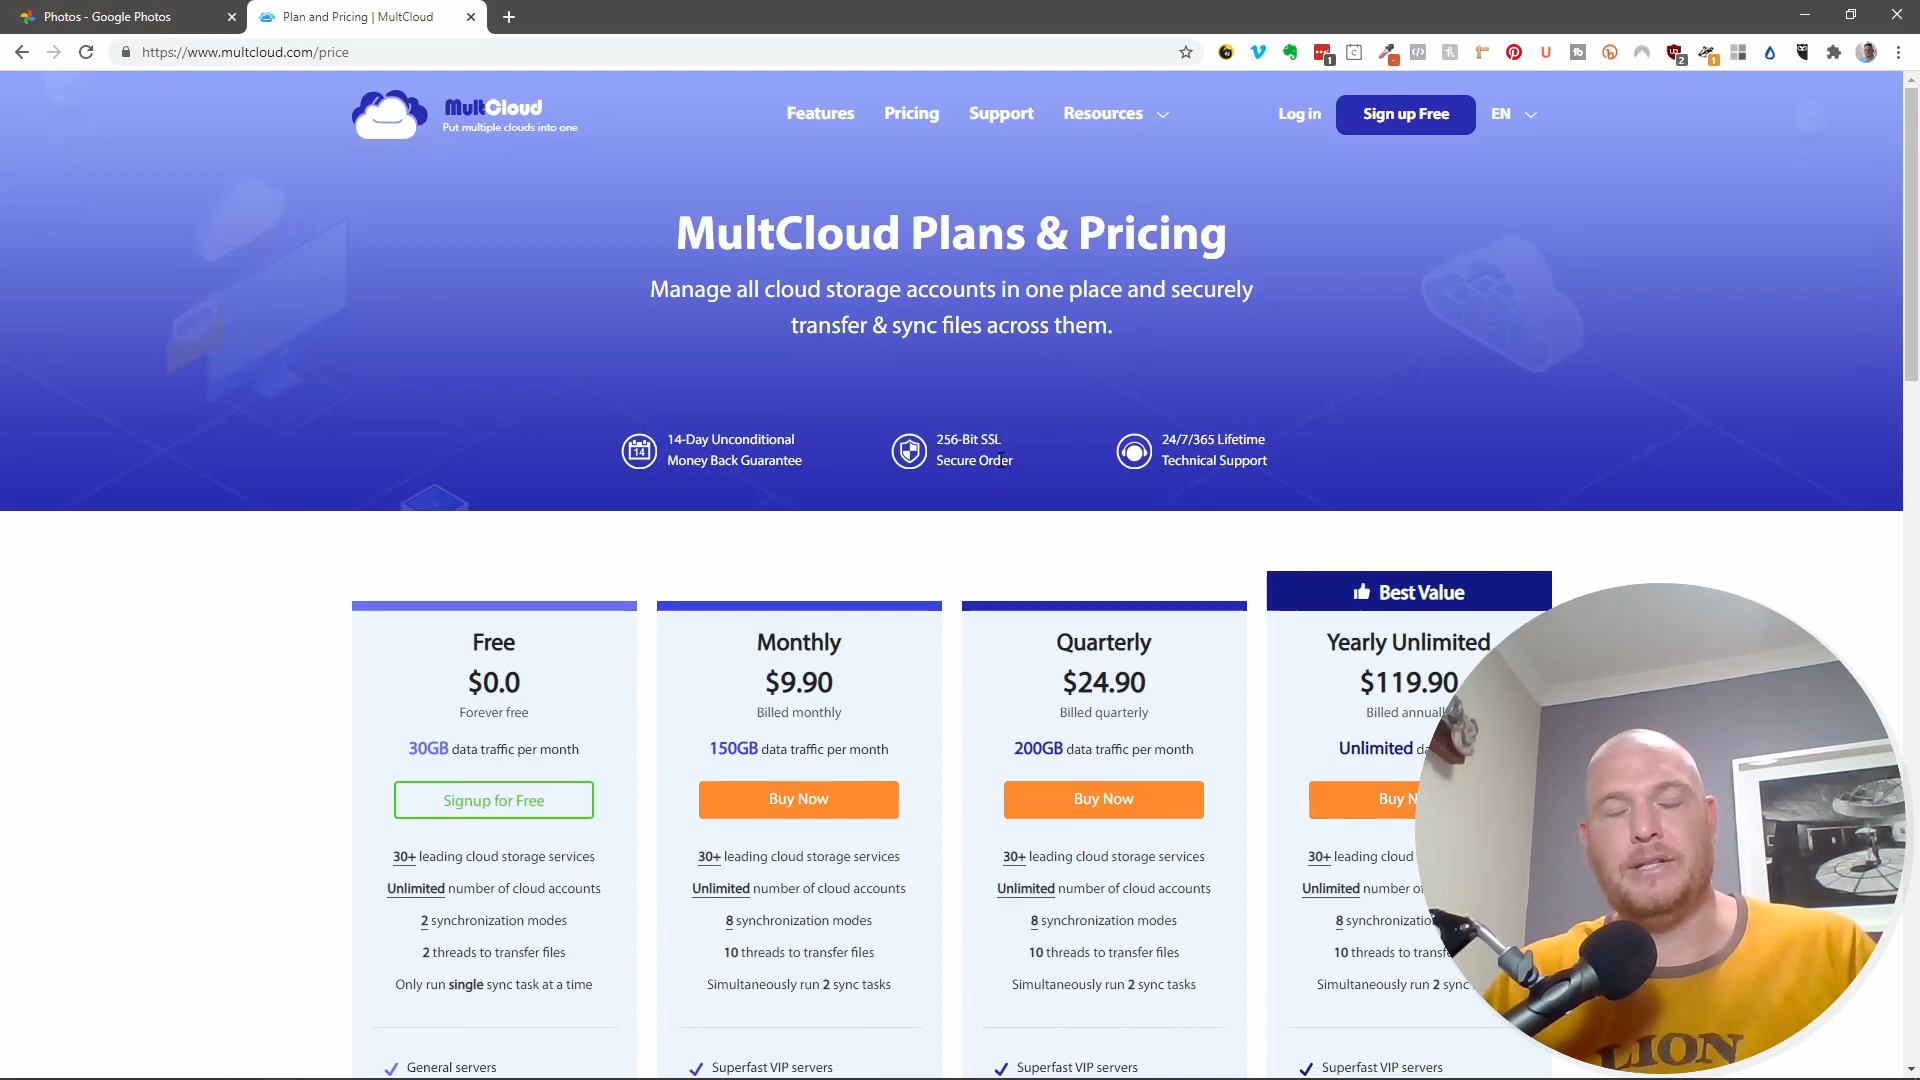 Photos - Google Photos
Plan and Pricing | MultCloud
https://www.multcloud.com/price
MultCloud
Put multiple clouds into one
Features
Pricing
Support
Resources
Log in
Sign up Free
EN
MultCloud Plans & Pricing
Manage all cloud storage accounts in one place and securely
transfer & sync files across them.
14
14-Day Unconditional
Money Back Guarantee
256-Bit SSL
Secure Order
24/7/365 Lifetime
Technical Support
Free
$0.0
Forever free
30GB data traffic per month
Signup for Free
30+ leading cloud storage services
Unlimited number of cloud accounts
2 synchronization modes
2 threads to transfer files
Only run single sync task at a time
General servers
Monthly
$9.90
Billed monthly
150GB data traffic per month
Buy Now
30+ leading cloud storage services
Unlimited number of cloud accounts
8 synchronization modes
10 threads to transfer files
Simultaneously run 2 sync tasks
Superfast VIP servers
Quarterly
$24.90
Billed quarterly
200GB data traffic per month
Buy Now
30+ leading cloud storage services
Unlimited number of cloud accounts
8 synchronization modes
10 threads to transfer files
Simultaneously run 2 sync tasks
Superfast VIP servers
Best Value
Yearly Unlimited
$119.90
Billed annuall
Unlimited da
Buy N
30+ leading cloud
Unlimited number of
8 synchronizatio
10 threads to transf
Simultaneously run 2 sync
Superfast VIP servers
LION